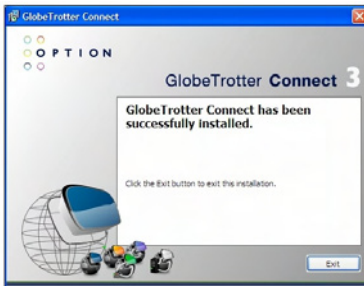 GlobeTrotter Connect
OPTION
GlobeTrotter Connect 3
GlobeTrotter Connect has been
successfully installed.
Click the Exit button to exit this installation.
Exit